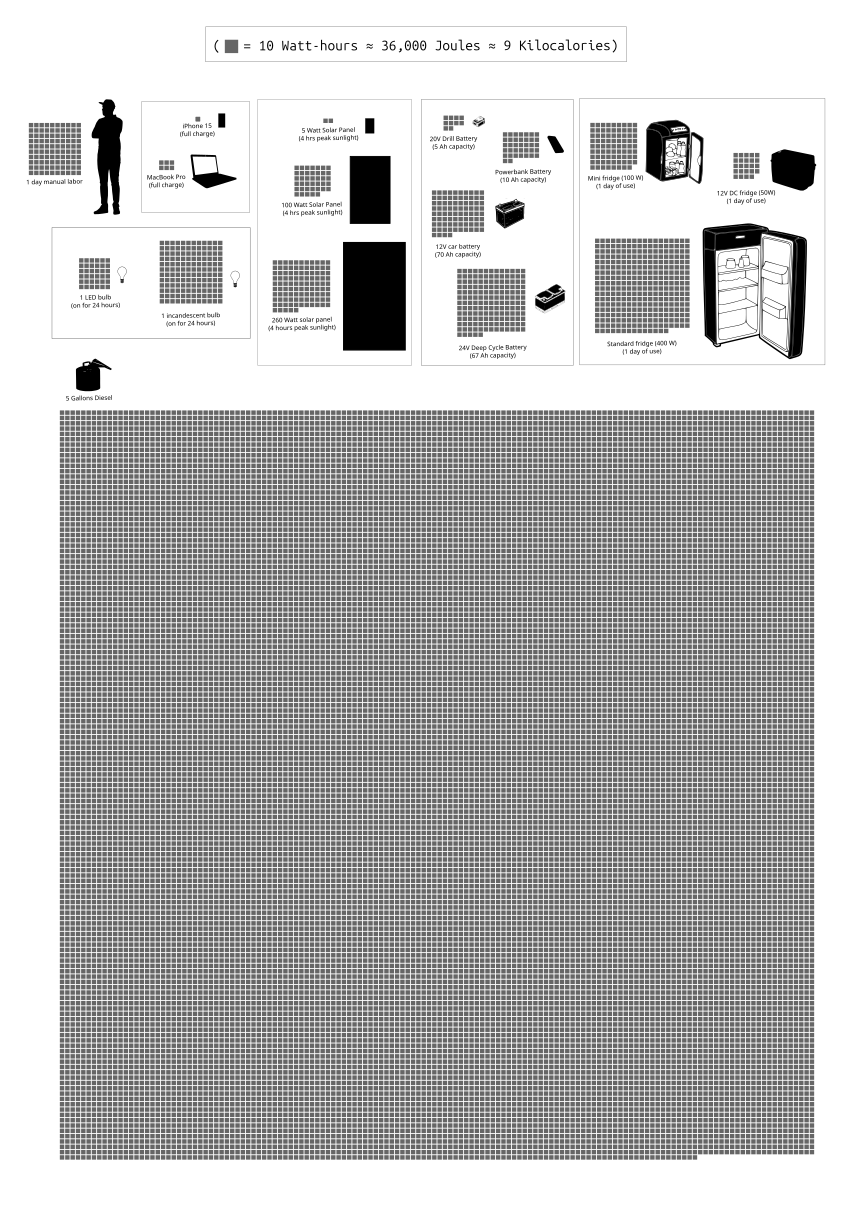 ( = 10 Watt-hours ≈ 36,000 Joules ≈ 9 Kilocalories)
1 day manual labor
iPhone 15
(full charge)
MacBook Pro
(full charge)
1 LED bulb
(on for 24 hours)
1 incandescent bulb
(on for 24 hours)
5 Watt Solar Panel
(4 hrs peak sunlight)
100 Watt Solar Panel
(4 hrs peak sunlight)
260 Watt solar panel
(4 hours peak sunlight)
20V Drill Battery
(5 Ah capacity)
Powerbank Battery
(10 Ah capacity)
12V car battery
(70 Ah capacity)
24V Deep Cycle Battery
(67 Ah capacity)
Mini fridge (100 W)
(1 day of use)
12V DC fridge (50W)
(1 day of use)
Standard fridge (400 W)
(1 day of use)
5 Gallons Diesel